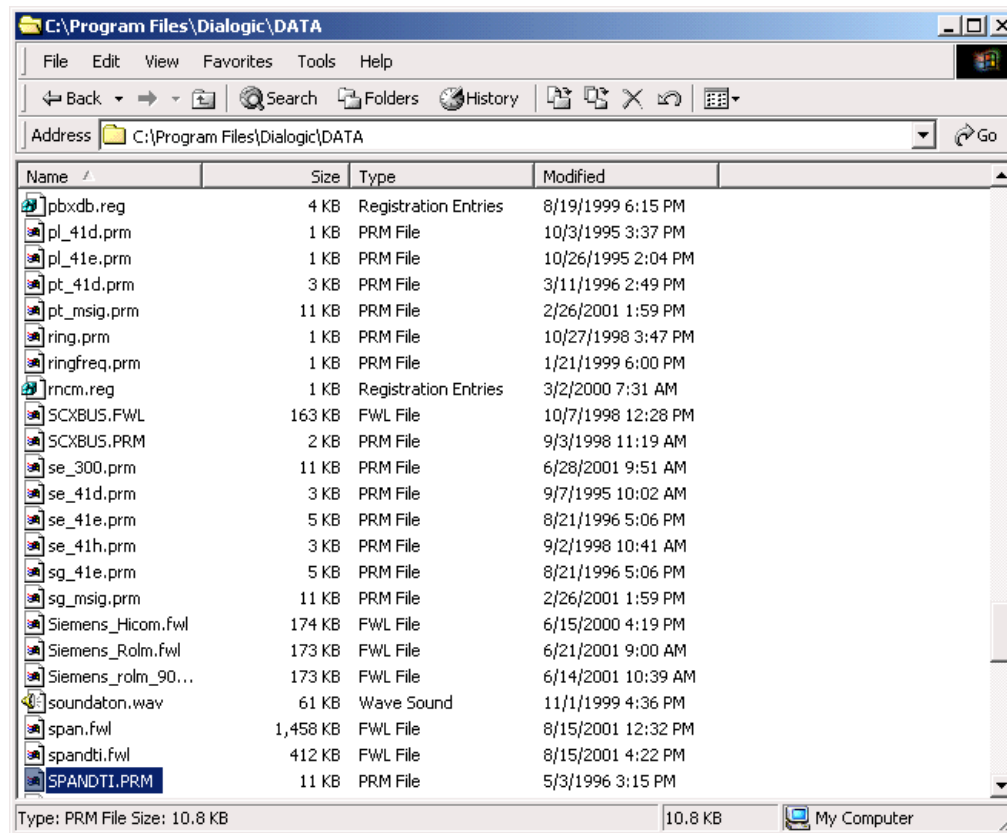 C:\Program Files\Dialogic\DATA
File Edit View Favorites Tools Help
Back Search Folders History
Address C:\Program Files\Dialogic\DATA Go
Name Size Type Modified
pbxdb.reg 4 KB Registration Entries 8/19/1999 6:15 PM
pl_41d.prm 1 KB PRM File 10/3/1995 3:37 PM
pl_41e.prm 1 KB PRM File 10/26/1995 2:04 PM
pt_41d.prm 3 KB PRM File 3/11/1996 2:49 PM
pt_msig.prm 11 KB PRM File 2/26/2001 1:59 PM
ring.prm 1 KB PRM File 10/27/1998 3:47 PM
ringfreq.prm 1 KB PRM File 1/21/1999 6:00 PM
rncm.reg 1 KB Registration Entries 3/2/2000 7:31 AM
SCXBUS.FWL 163 KB FWL File 10/7/1998 12:28 PM
SCXBUS.PRM 2 KB PRM File 9/3/1998 11:19 AM
se_300.prm 11 KB PRM File 6/28/2001 9:51 AM
se_41d.prm 3 KB PRM File 9/7/1995 10:02 AM
se_41e.prm 5 KB PRM File 8/21/1996 5:06 PM
se_41h.prm 3 KB PRM File 9/2/1998 10:41 AM
sg_41e.prm 5 KB PRM File 8/21/1996 5:06 PM
sg_msig.prm 11 KB PRM File 2/26/2001 1:59 PM
Siemens_Hicom.fwl 174 KB FWL File 6/15/2000 4:19 PM
Siemens_Rolm.fwl 173 KB FWL File 6/21/2001 9:00 AM
Siemens_rolm_90... 173 KB FWL File 6/14/2001 10:39 AM
soundaton.wav 61 KB Wave Sound 11/1/1999 4:36 PM
span.fwl 1,458 KB FWL File 8/15/2001 12:32 PM
spandti.fwl 412 KB FWL File 8/15/2001 4:22 PM
SPANDTI.PRM 11 KB PRM File 5/3/1996 3:15 PM
Type: PRM File Size: 10.8 KB 10.8 KB My Computer